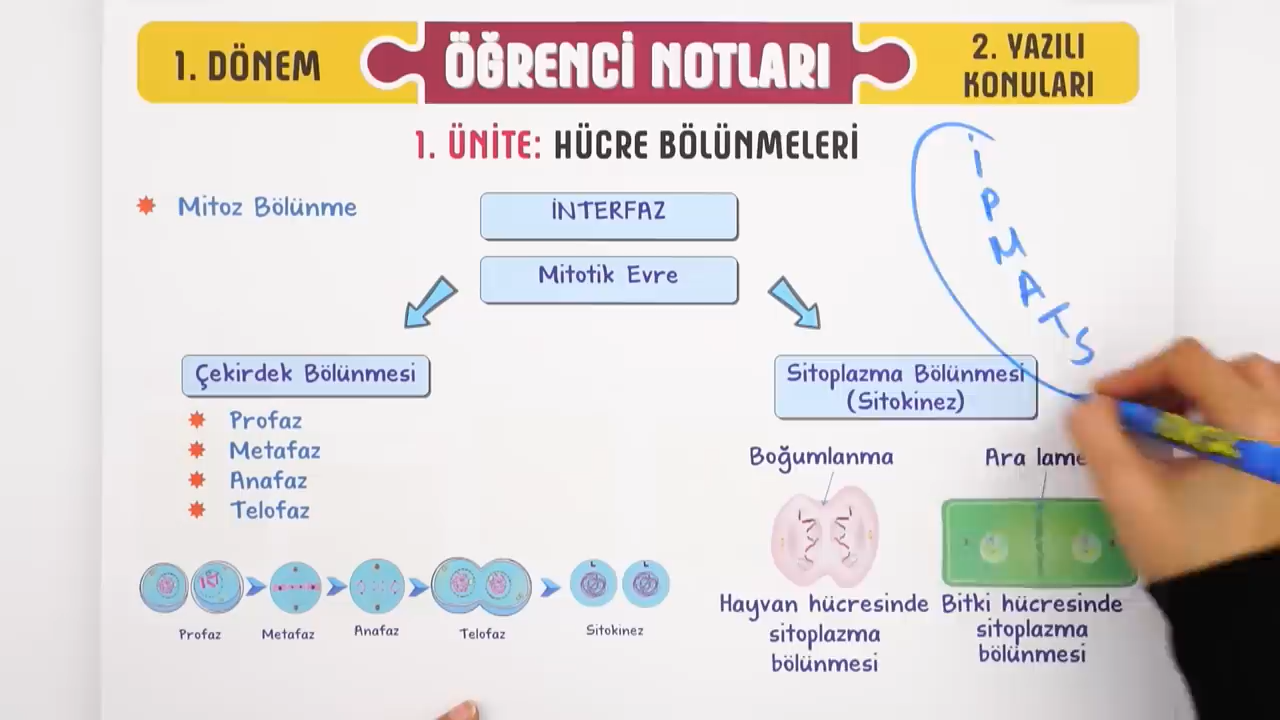 1. DÖNEM
ÖĞRENCİ NOTLARI
2. YAZILI
KONULARI
1. ÜNİTE: HÜCRE BÖLÜNMELERİ
Mitoz Bölünme
İNTERFAZ
Mitotik Evre
Çekirdek Bölünmesi
Profaz
Metafaz
Anafaz
Telofaz
Profaz
Metafaz
Anafaz
Telofaz
Sitokinez
Sitoplazma Bölünmesi
(Sitokinez)
Boğumlanma
Hayvan hücresinde
sitoplazma
bölünmesi
Ara lame
Bitki hücresinde
sitoplazma
bölünmesi
İ
P
M
A
T
S